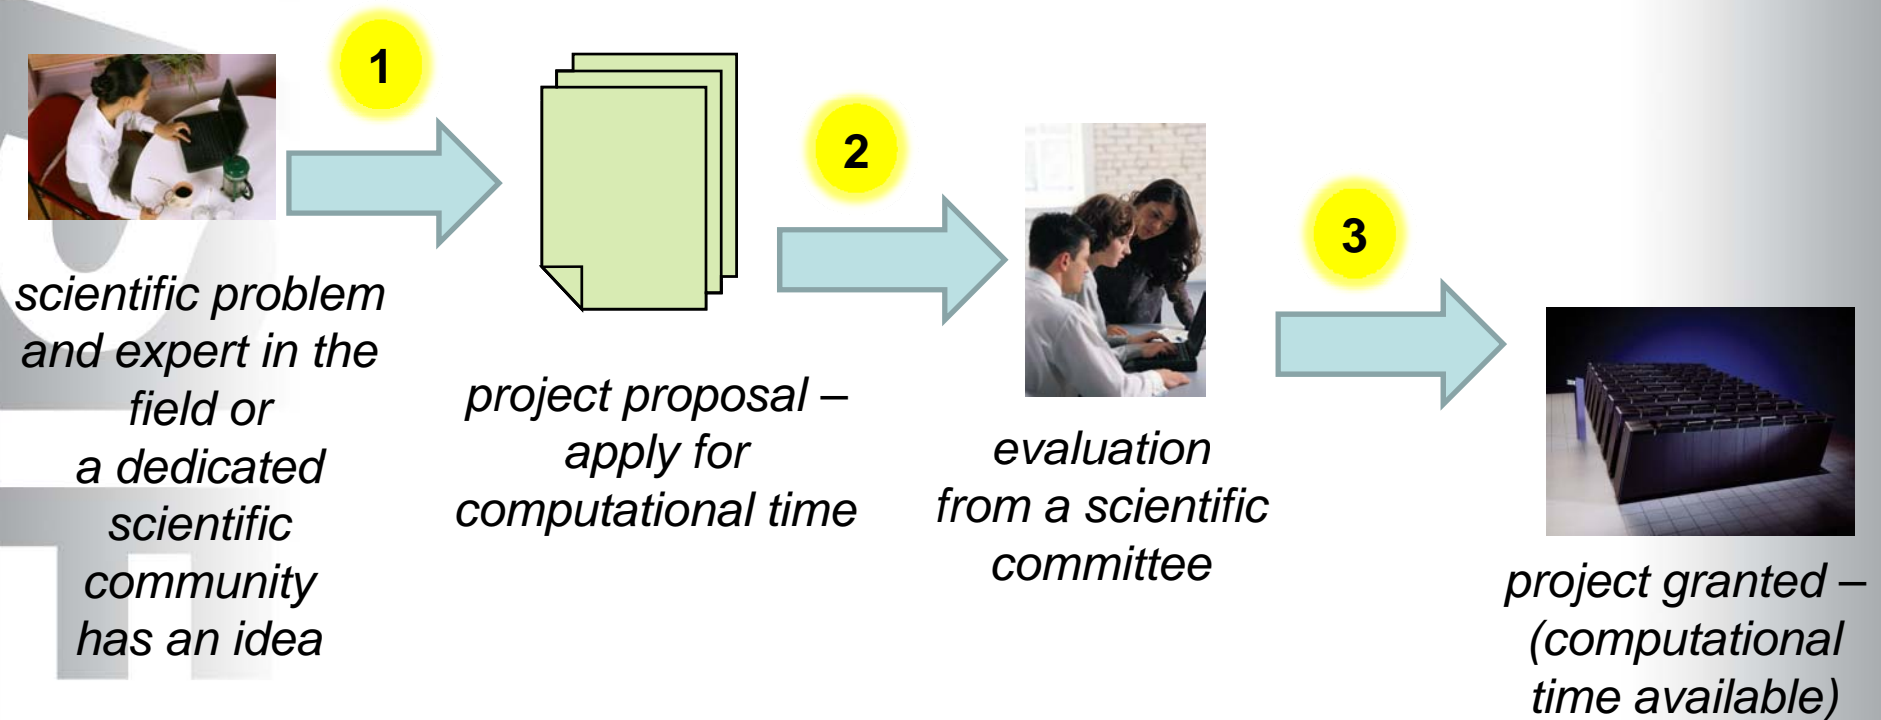 1
scientific problem
and expert in the
field or
a dedicated
scientific
community
has an idea
project proposal –
apply for
computational time
2
evaluation
from a scientific
committee
3
project granted –
(computational
time available)